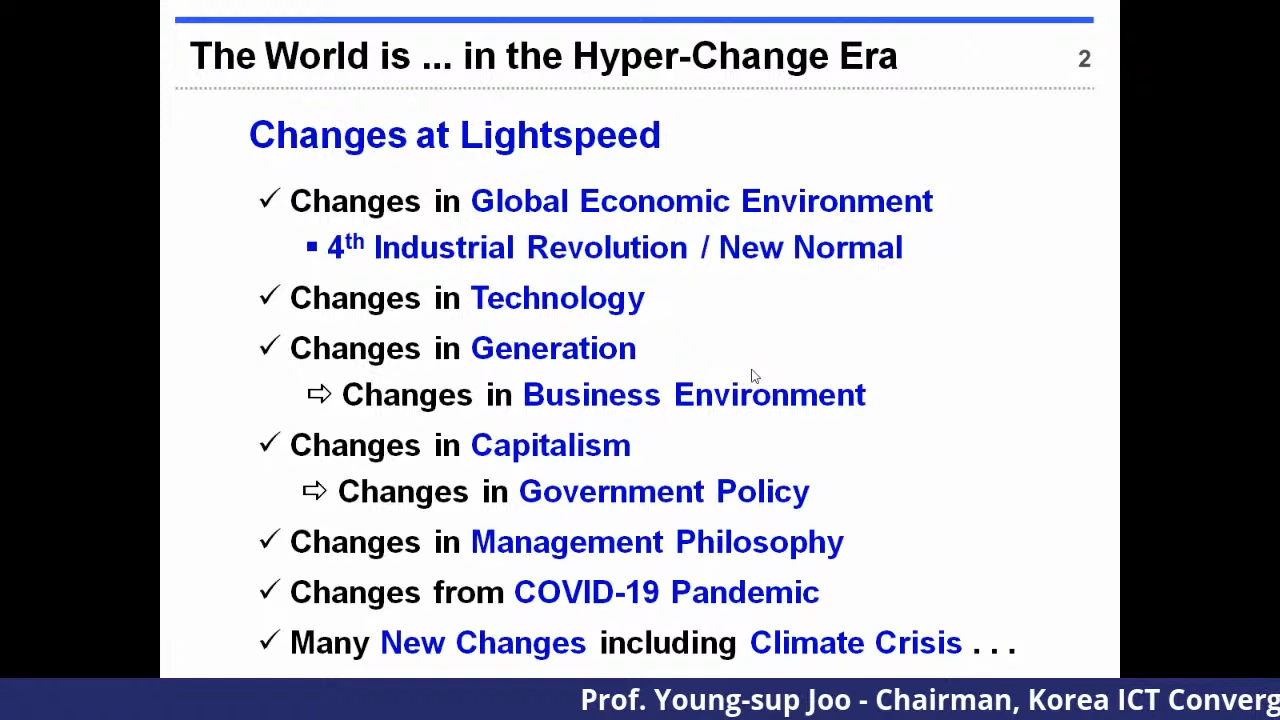 The World is ... in the Hyper-Change Era 2
Changes at Lightspeed
✓ Changes in Global Economic Environment
▪ 4th Industrial Revolution / New Normal
✓ Changes in Technology
✓ Changes in Generation
⇨ Changes in Business Environment
✓ Changes in Capitalism
⇨ Changes in Government Policy
✓ Changes in Management Philosophy
✓ Changes from COVID-19 Pandemic
✓ Many New Changes including Climate Crisis . . .
Prof. Young-sup Joo - Chairman, Korea ICT Converg